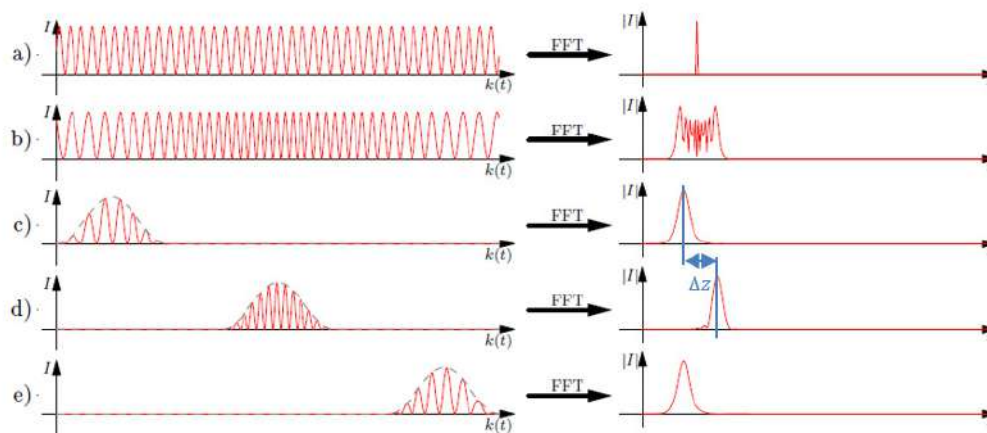 I
|I|
a)
FFT
k(t)
I
|I|
b)
FFT
k(t)
I
|I|
c)
FFT
k(t)
Δz
I
|I|
d)
FFT
k(t)
I
|I|
e)
FFT
k(t)